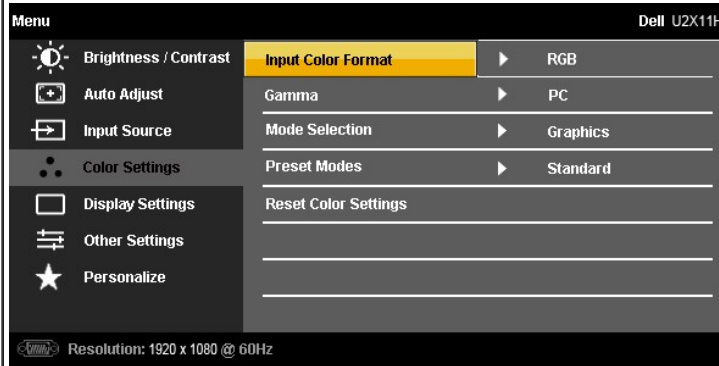 Menu Dell U2X11H
Brightness / Contrast Input Color Format RGB
Auto Adjust Gamma PC
Input Source Mode Selection Graphics
Color Settings Preset Modes Standard
Display Settings Reset Color Settings
Other Settings
Personalize
Resolution: 1920 x 1080 @ 60Hz